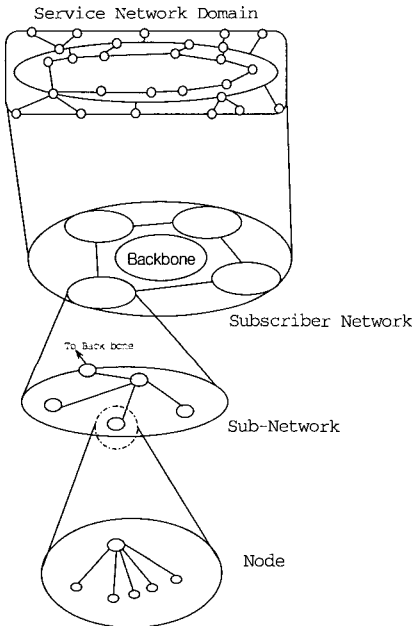 Service Network Domain
Backbone
Subscriber Network
To Back bone
Sub-Network
Node